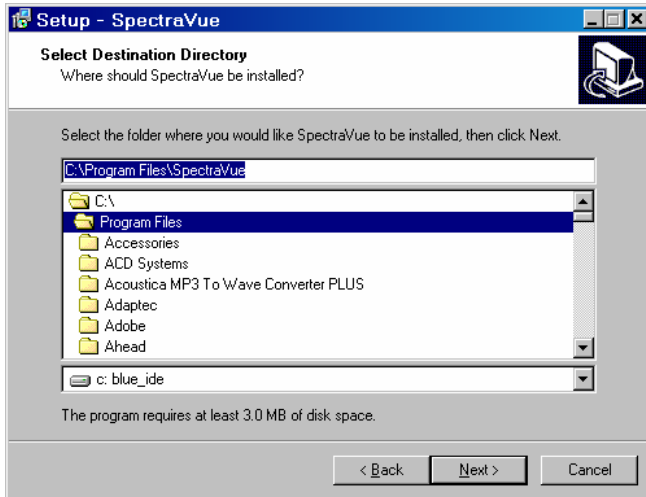 Setup - SpectraVue
Select Destination Directory
Where should SpectraVue be installed?
Select the folder where you would like SpectraVue to be installed, then click Next.
C:\Program Files\SpectraVue
C:\
Program Files
Accessories
ACD Systems
Acoustica MP3 To Wave Converter PLUS
Adaptec
Adobe
Ahead
c: blue_ide
The program requires at least 3.0 MB of disk space.
< Back Next > Cancel